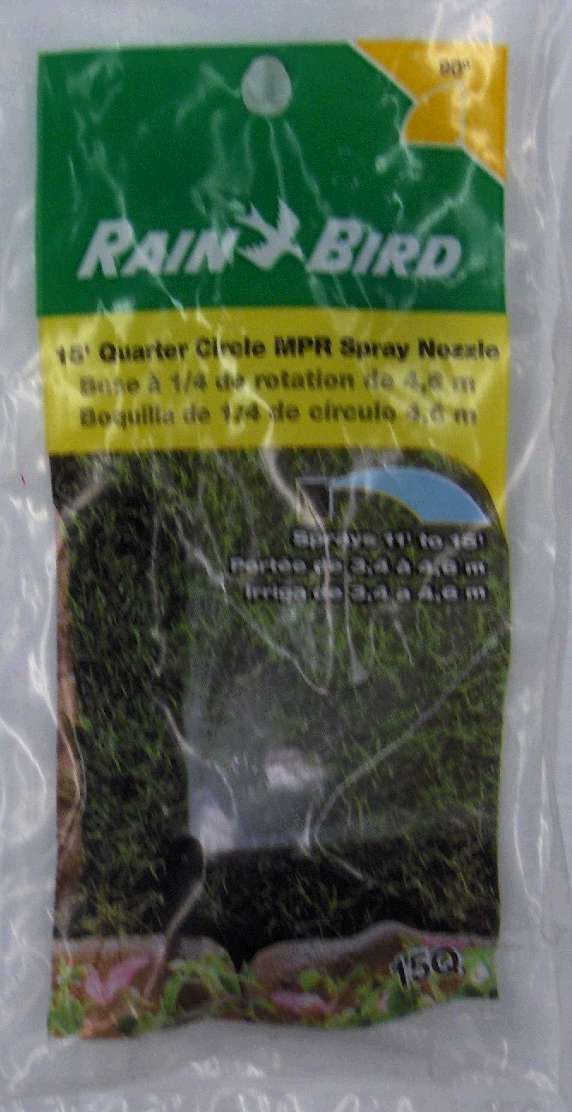 90°
RAIN BIRD
15' Quarter Circle MPR Spray Nozzle
Buse à 1/4 de rotation de 4,6 m
Boquilla de 1/4 de círculo 4,6 m
Sprays 11' to 15'
Portée de 3,4 à 4,6 m
Irriga de 3,4 a 4,6 m
15Q